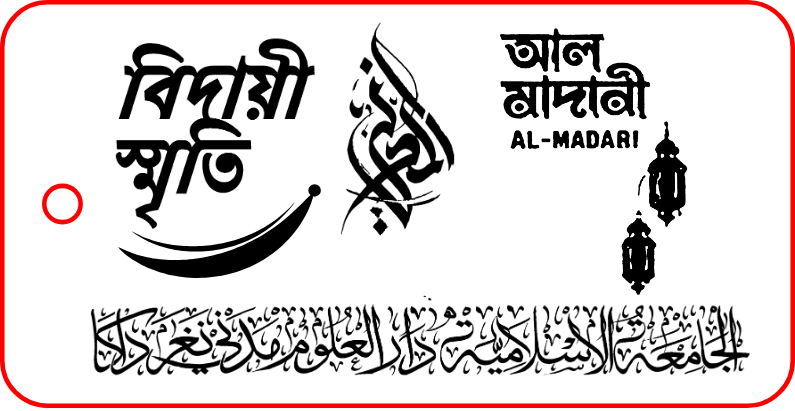 বিদায়ী
স্মৃতি
আল
মাদানী
AL-MADARI
الجامعة الاسلامية دار العلوم مدني نغر داكا